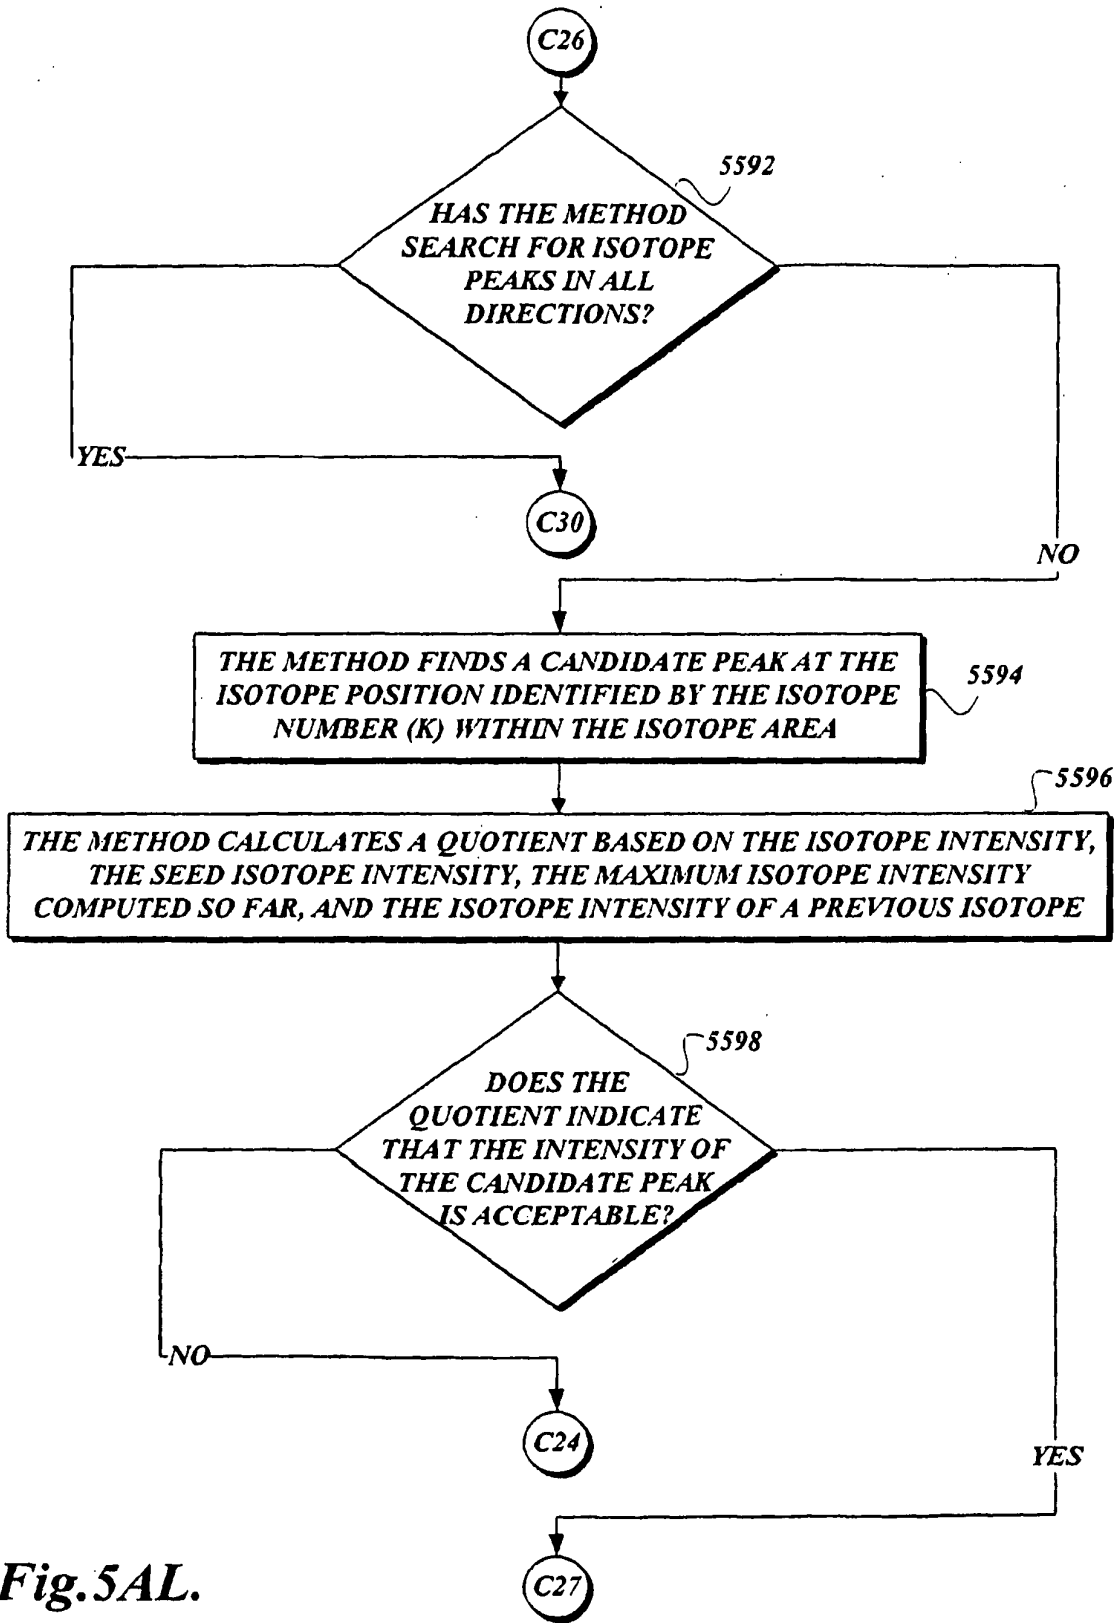 C26
5592
HAS THE METHOD
SEARCH FOR ISOTOPE
PEAKS IN ALL
DIRECTIONS?
YES
C30
NO
THE METHOD FINDS A CANDIDATE PEAK AT THE
ISOTOPE POSITION IDENTIFIED BY THE ISOTOPE
NUMBER (K) WITHIN THE ISOTOPE AREA
5594
5596
THE METHOD CALCULATES A QUOTIENT BASED ON THE ISOTOPE INTENSITY,
THE SEED ISOTOPE INTENSITY, THE MAXIMUM ISOTOPE INTENSITY
COMPUTED SO FAR, AND THE ISOTOPE INTENSITY OF A PREVIOUS ISOTOPE
5598
DOES THE
QUOTIENT INDICATE
THAT THE INTENSITY OF
THE CANDIDATE PEAK
IS ACCEPTABLE?
NO
C24
YES
C27
Fig.5AL.